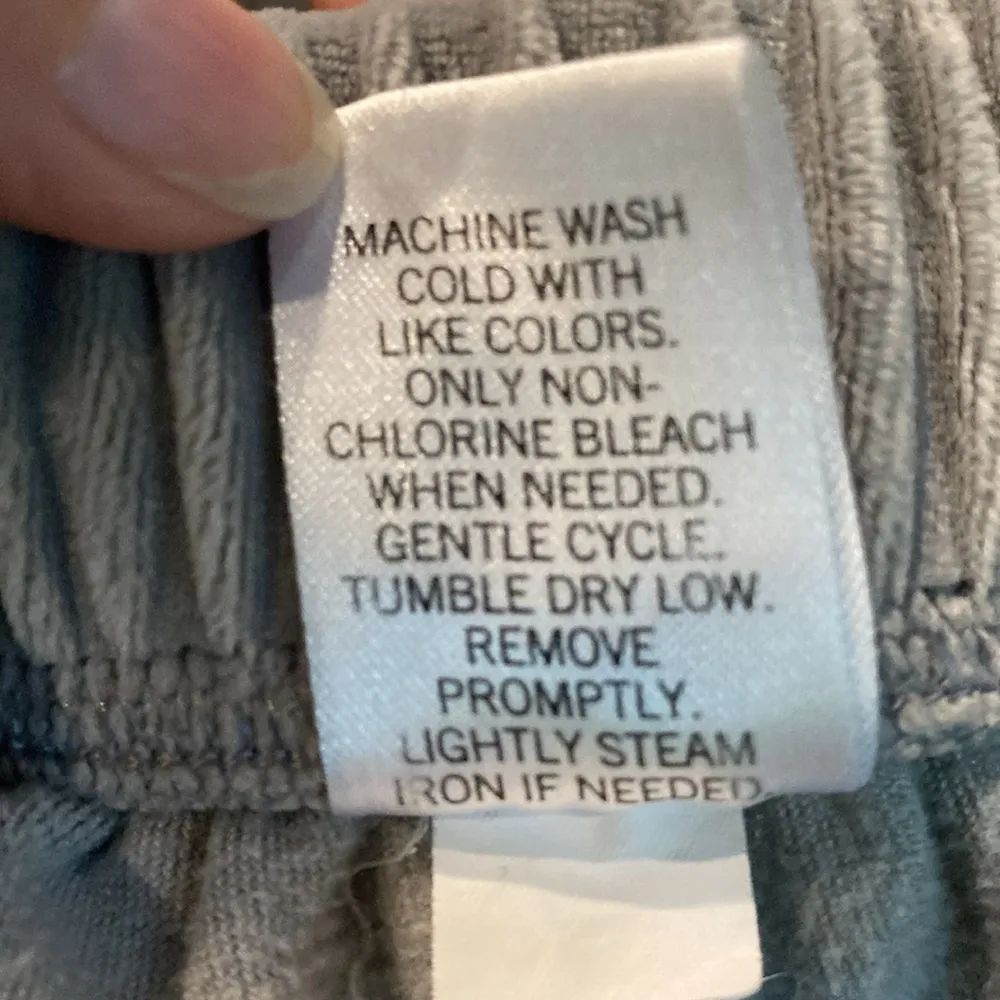 MACHINE WASH
COLD WITH
LIKE COLORS.
ONLY NON-
CHLORINE BLEACH
WHEN NEEDED.
GENTLE CYCLE.
TUMBLE DRY LOW.
REMOVE
PROMPTLY.
LIGHTLY STEAM
IRON IF NEEDED.